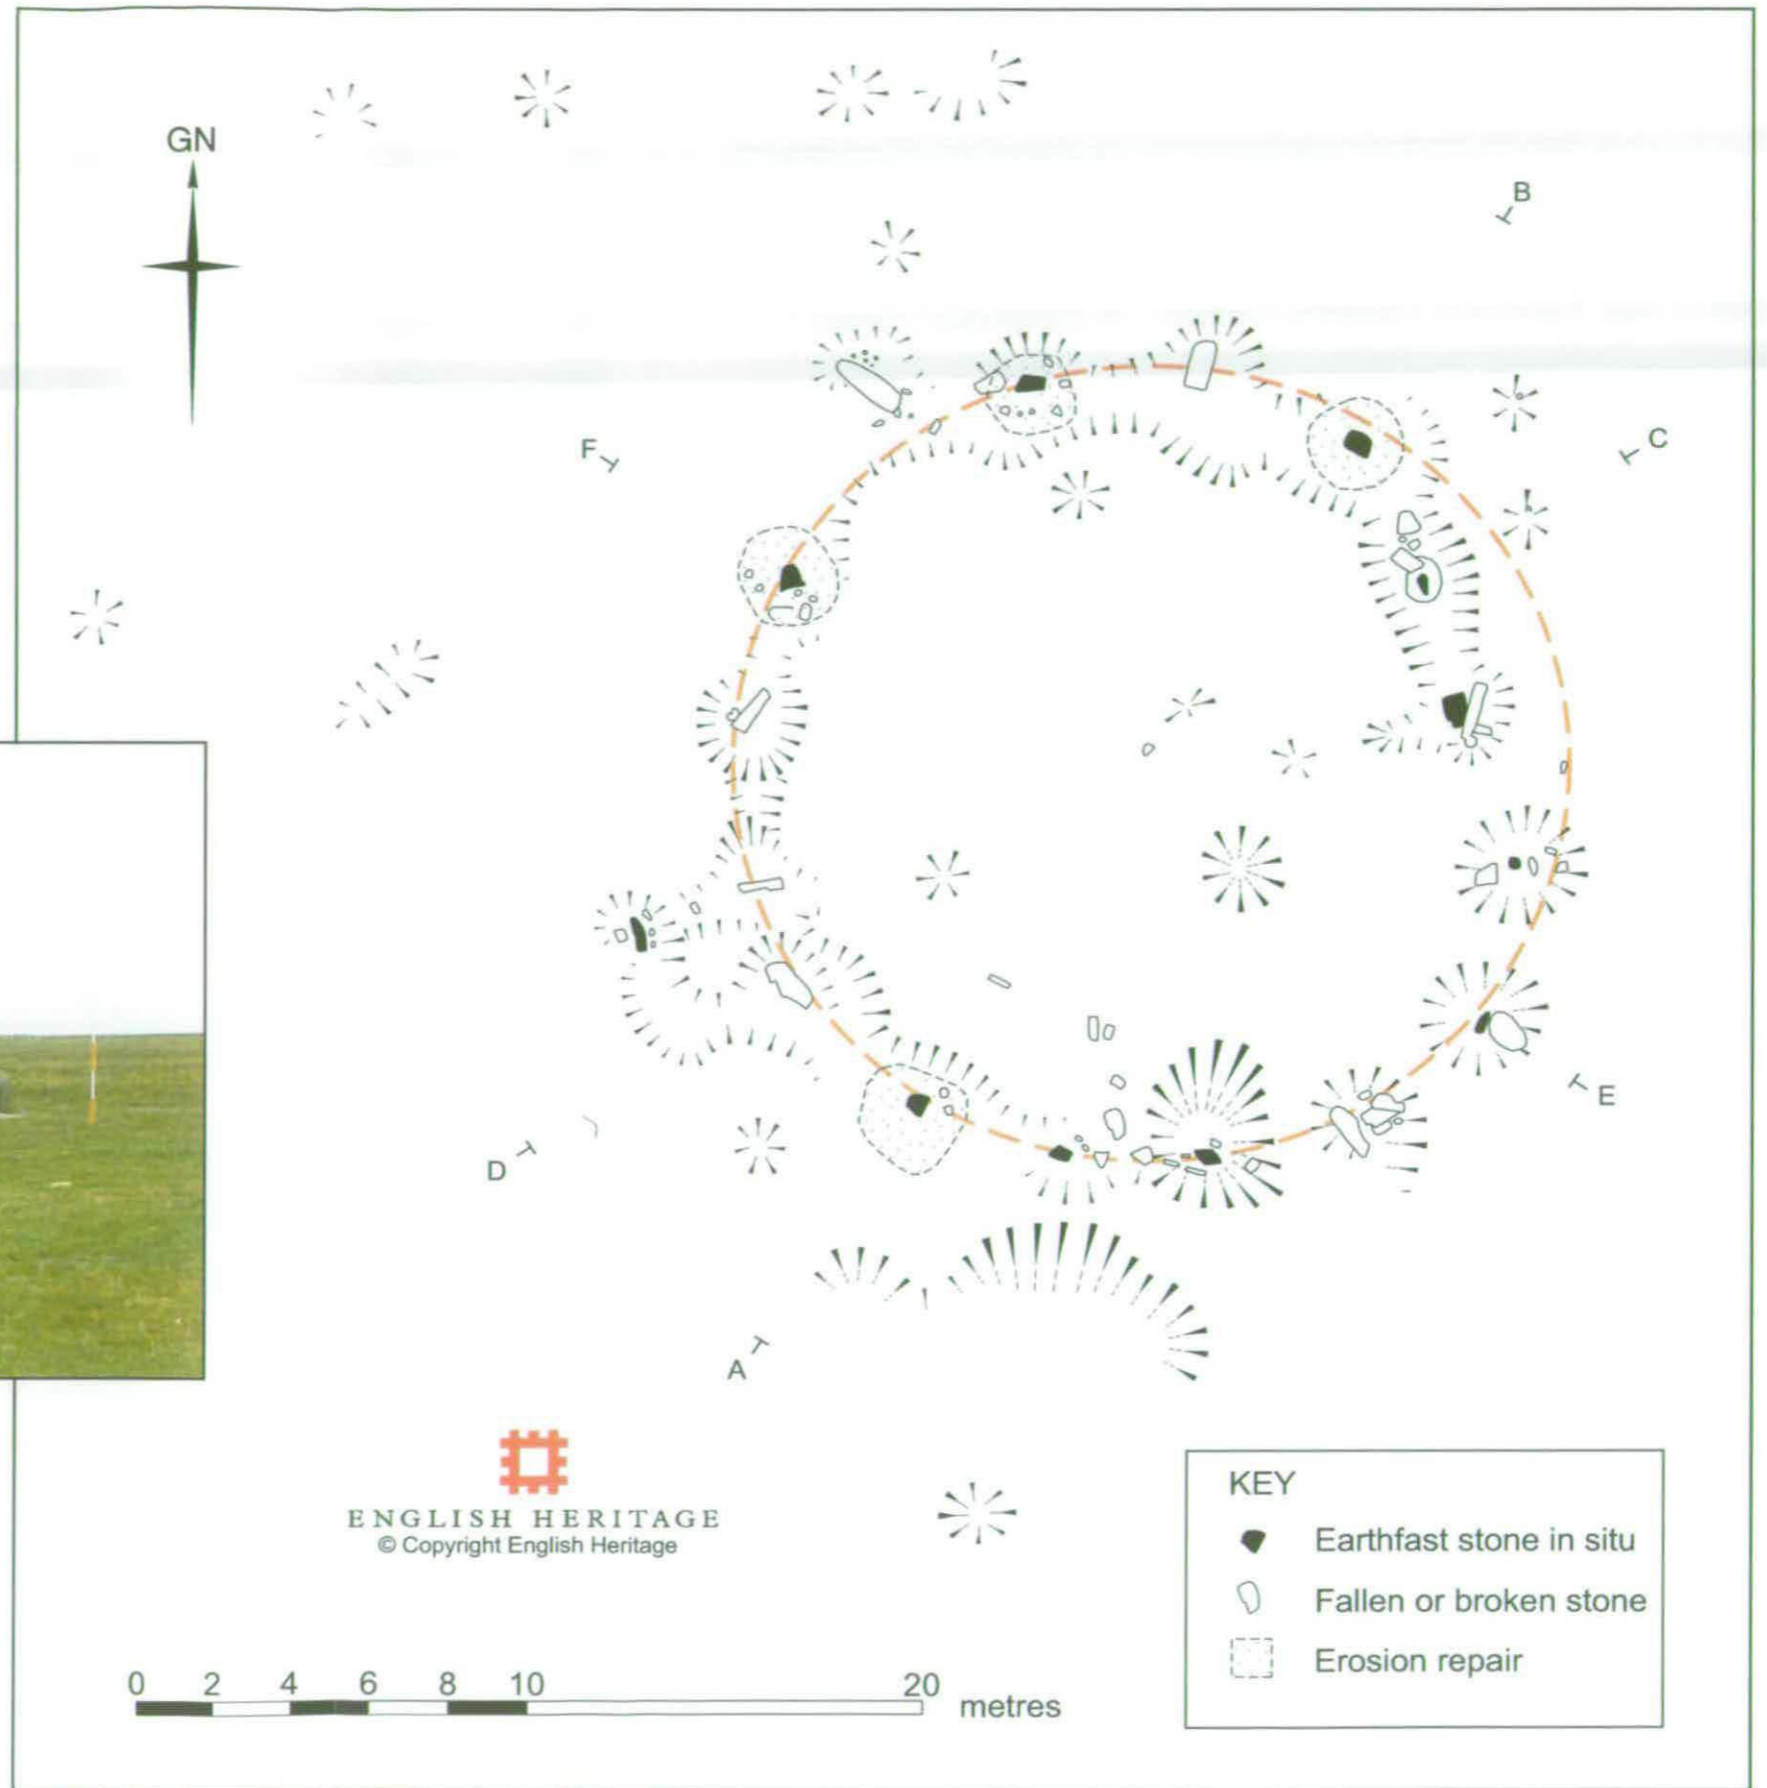 GN
B
C
F
E
D
A
ENGLISH HERITAGE
© Copyright English Heritage
KEY
Earthfast stone in situ
Fallen or broken stone
Erosion repair
0 2 4 6 8 10 20 metres